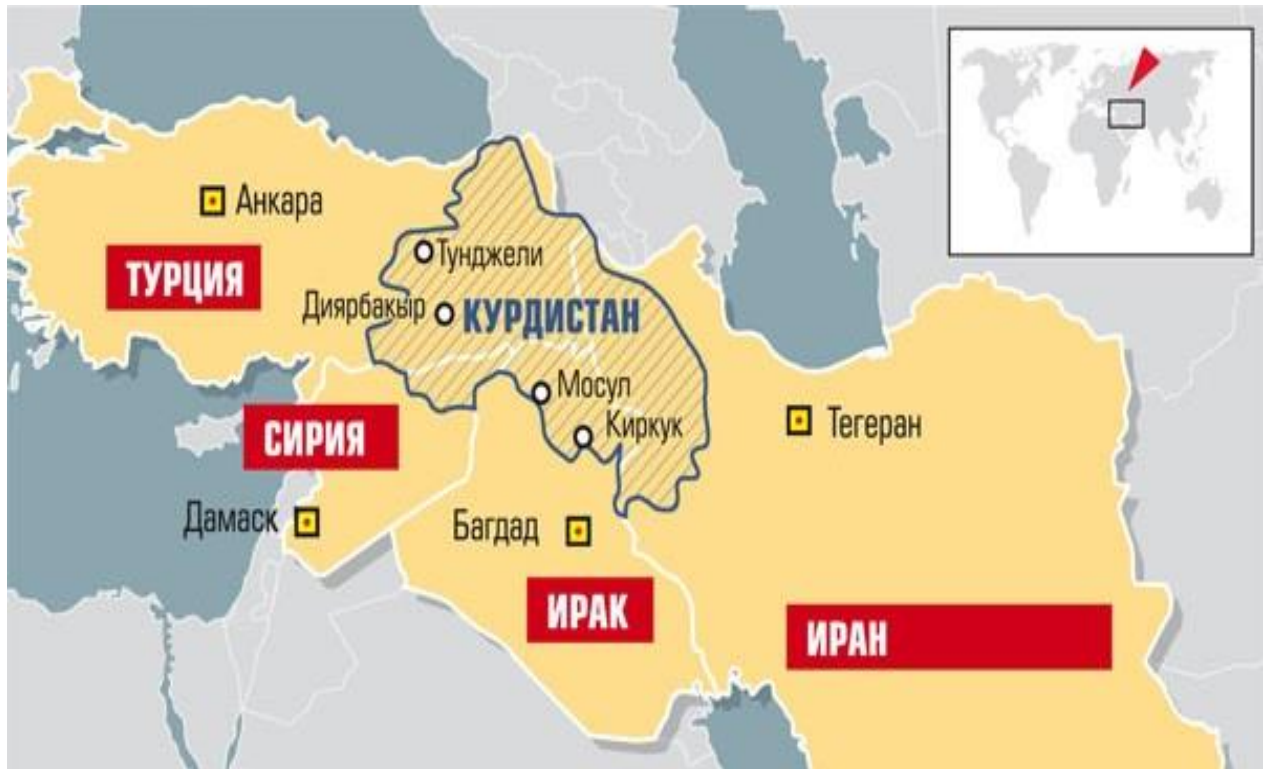 Анкара
ТУРЦИЯ
Тунджели
Диярбакыр
КУРДИСТАН
Мосул
Киркук
Тегеран
СИРИЯ
Дамаск
Багдад
ИРАК
ИРАН